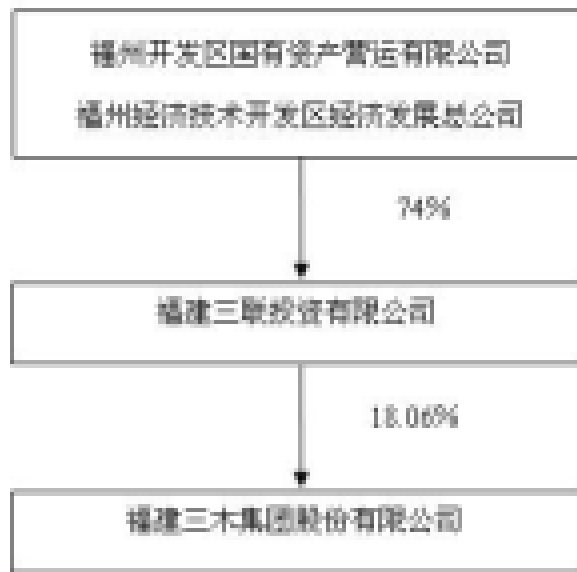 福州开发区国有资产营运有限公司
福州经济技术开发区经济发展总公司
74%
福建三联投资有限公司
18.06%
福建三木集团股份有限公司